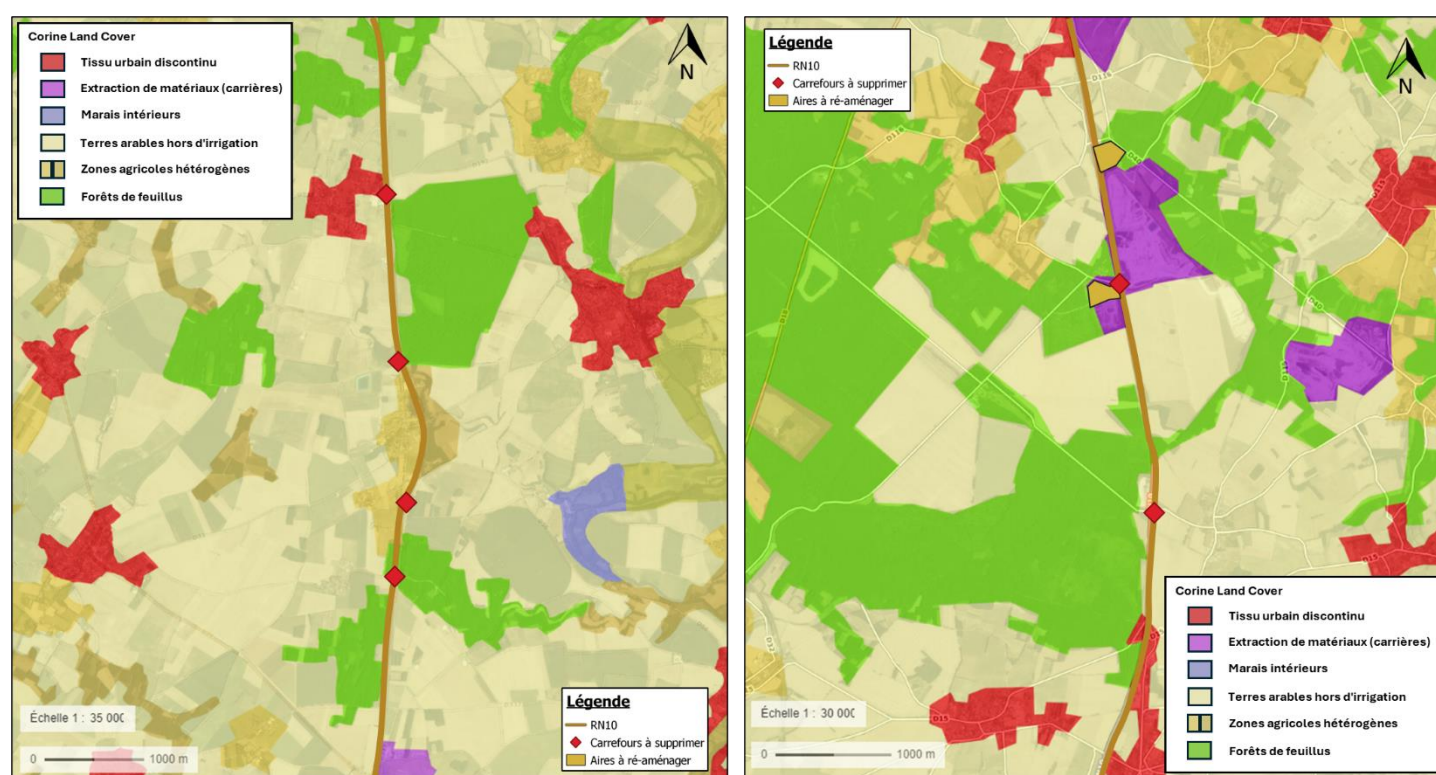 Corine Land Cover
Tissu urbain discontinu
Extraction de matériaux (carrières)
Marais intérieurs
Terres arables hors d'irrigation
Zones agricoles hétérogènes
Forêts de feuillus
N
Échelle 1 : 35 000
0 1000 m
Légende
RN10
Carrefours à supprimer
Aires à ré-aménager
Légende
RN10
Carrefours à supprimer
Aires à ré-aménager
N
D15
D15
Échelle 1 : 30 000
0 1000 m
Corine Land Cover
Tissu urbain discontinu
Extraction de matériaux (carrières)
Marais intérieurs
Terres arables hors d'irrigation
Zones agricoles hétérogènes
Forêts de feuillus